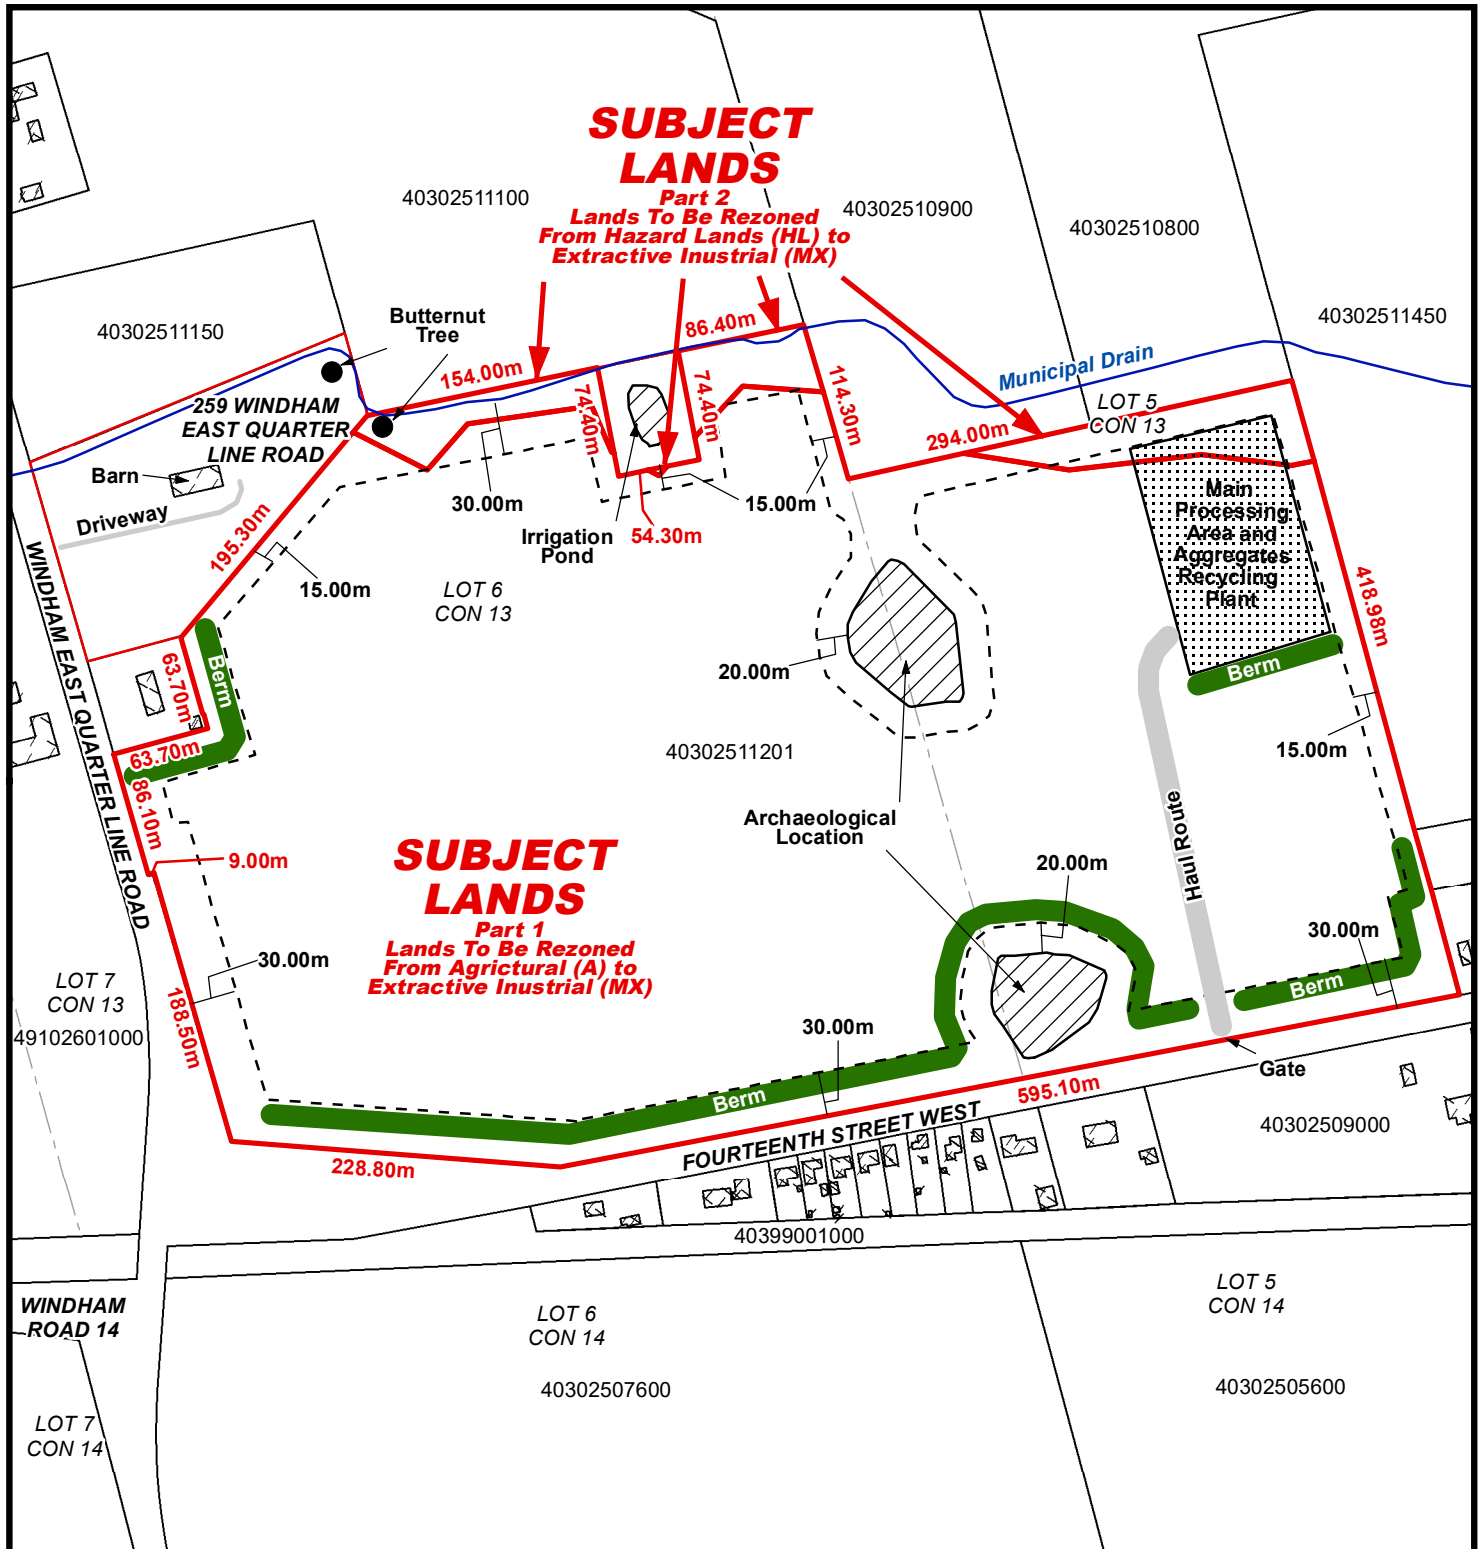 SUBJECT
LANDS
Part 2
Lands To Be Rezoned
From Hazard Lands (HL) to
Extractive Inustrial (MX)
40302511100
40302510900
40302510800
40302511450
40302511150
Butternut
Tree
86.40m
154.00m
Municipal Drain
74.40m
74.40m
114.30m
LOT 5
CON 13
294.00m
259 WINDHAM
EAST QUARTER
LINE ROAD
Barn
Driveway
195.30m
30.00m
15.00m
Irrigation
Pond
54.30m
Main
Processing
Area and
Aggregates
Recycling
Plant
418.98m
15.00m
LOT 6
CON 13
WINDHAM EAST QUARTER LINE ROAD
63.70m
Berm
20.00m
Berm
63.70m
40302511201
15.00m
86.10m
Archaeological
Location
Haul Route
9.00m
SUBJECT
LANDS
Part 1
Lands To Be Rezoned
From Agrictural (A) to
Extractive Inustrial (MX)
20.00m
30.00m
30.00m
LOT 7
CON 13
49102601000
188.50m
Berm
30.00m
Gate
Berm
595.10m
FOURTEENTH STREET WEST
40302509000
228.80m
40399001000
WINDHAM
ROAD 14
LOT 6
CON 14
LOT 5
CON 14
40302507600
40302505600
LOT 7
CON 14